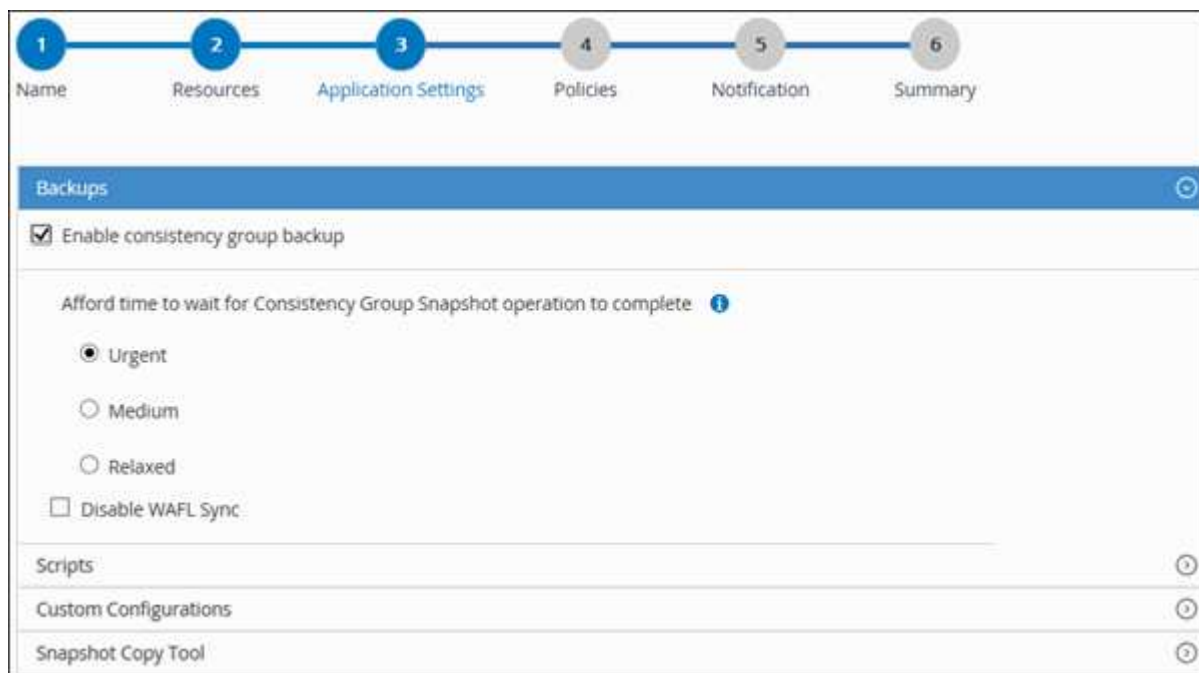 1 2 3 4 5 6
Name Resources Application Settings Policies Notification Summary
Backups
Enable consistency group backup
Afford time to wait for Consistency Group Snapshot operation to complete
Urgent
Medium
Relaxed
Disable WAFL Sync
Scripts
Custom Configurations
Snapshot Copy Tool